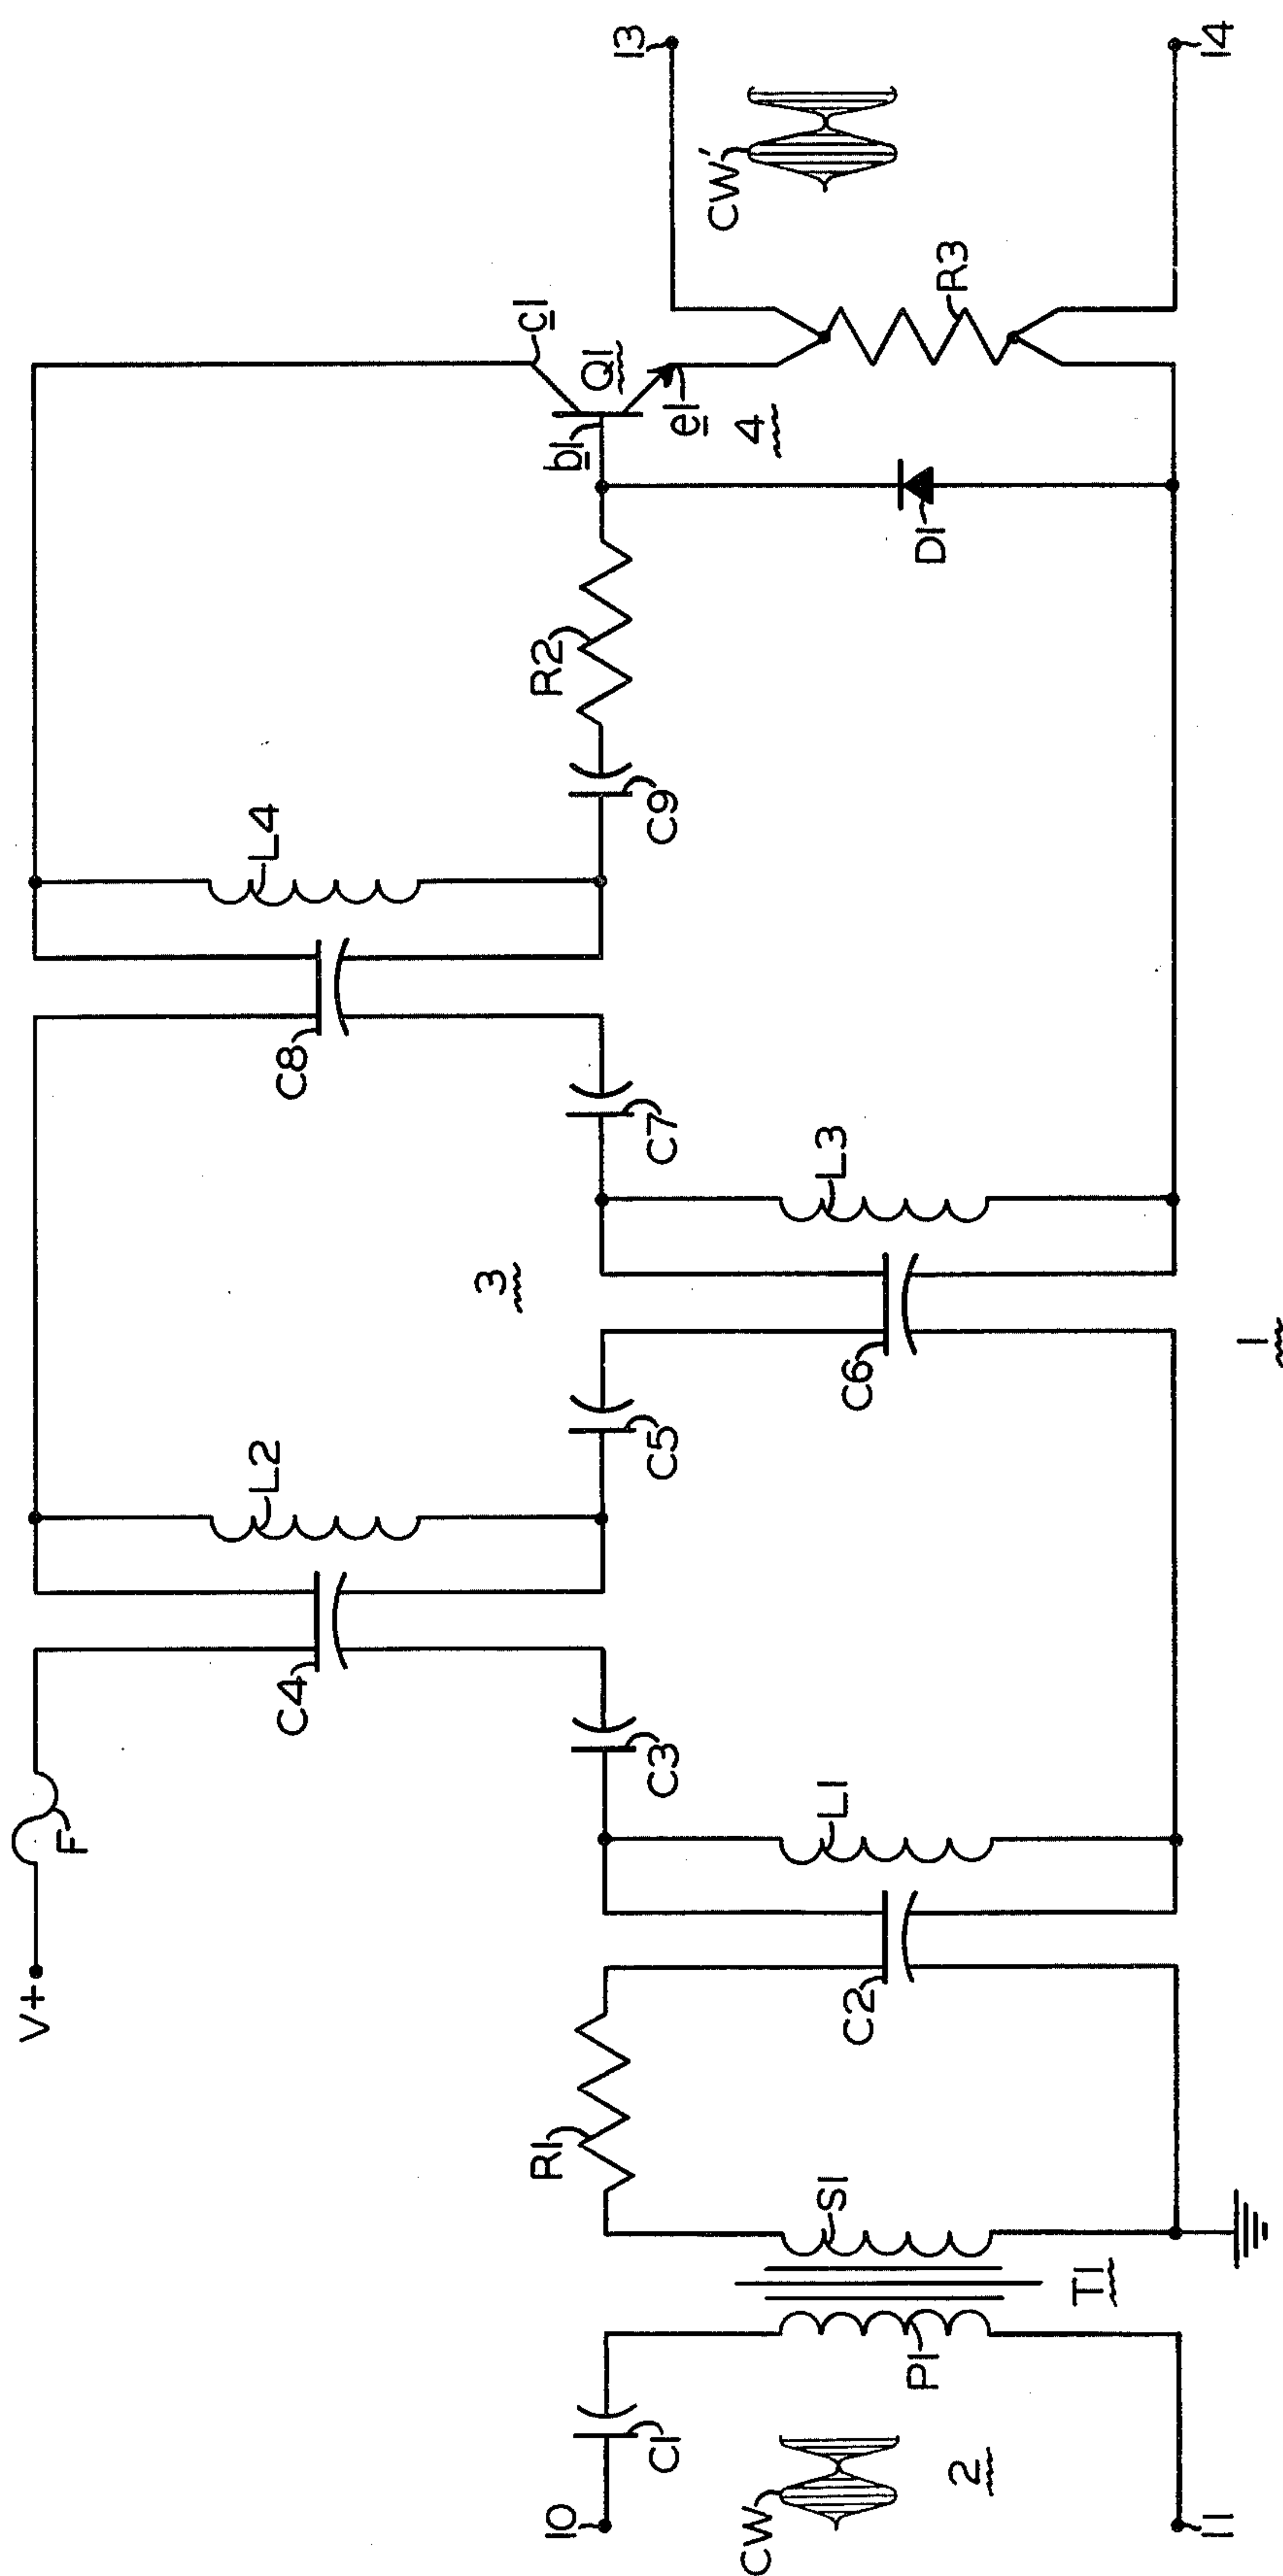 V+
F
C4
L2
C8
L4
c1
Q1
b1
e1
4
10
C1
R1
C3
C5
3
C7
C9
R2
13
CW
2
P1
T1
S1
C2
L1
C6
L3
D1
R3
CW'
11
1
14